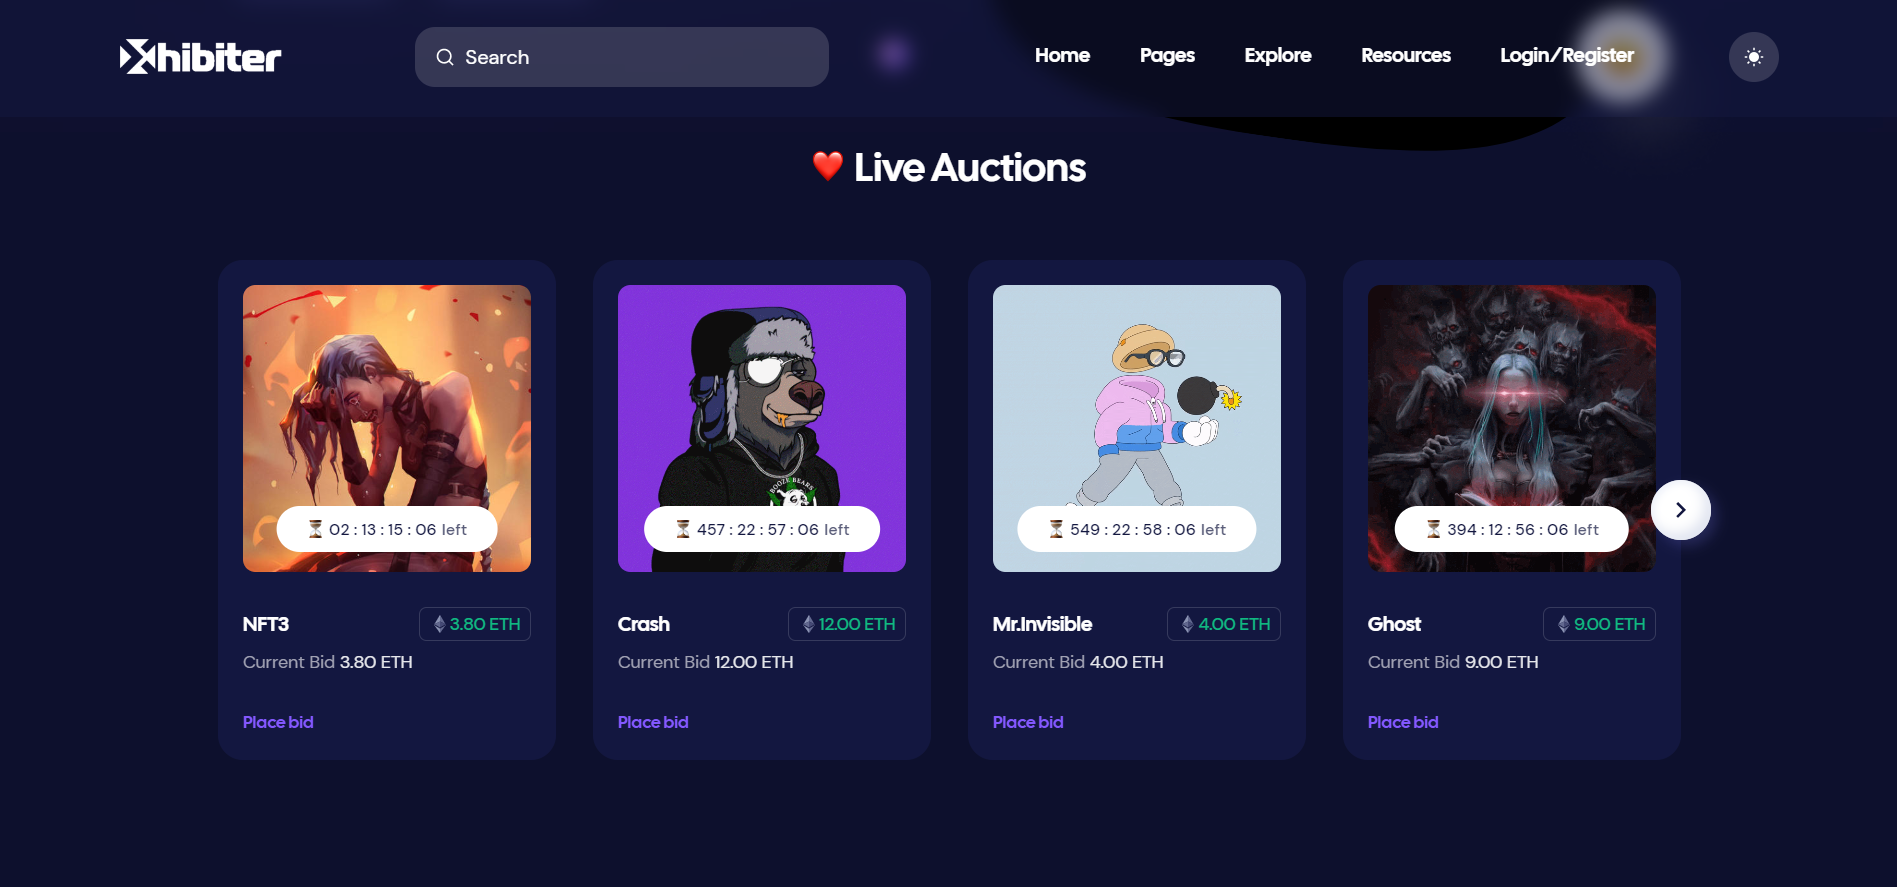 Xhibiter
Search
Home
Pages
Explore
Resources
Login/Register
Live Auctions
02 : 13 : 15 : 06 left
NFT3
3.80 ETH
Current Bid 3.80 ETH
Place bid
BOOZE BEARS
457 : 22 : 57 : 06 left
Crash
12.00 ETH
Current Bid 12.00 ETH
Place bid
549 : 22 : 58 : 06 left
Mr.Invisible
4.00 ETH
Current Bid 4.00 ETH
Place bid
394 : 12 : 56 : 06 left
Ghost
9.00 ETH
Current Bid 9.00 ETH
Place bid